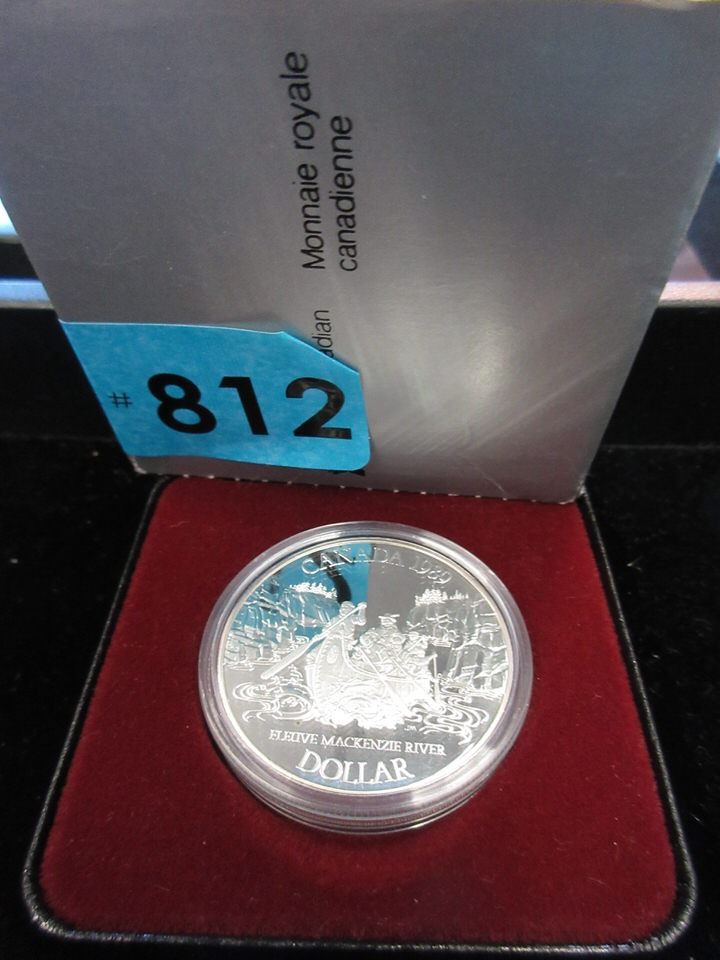 Monnaie royale
canadienne
adian
# 812
CANADA 1989
FLEUVE MACKENZIE RIVER
DOLLAR